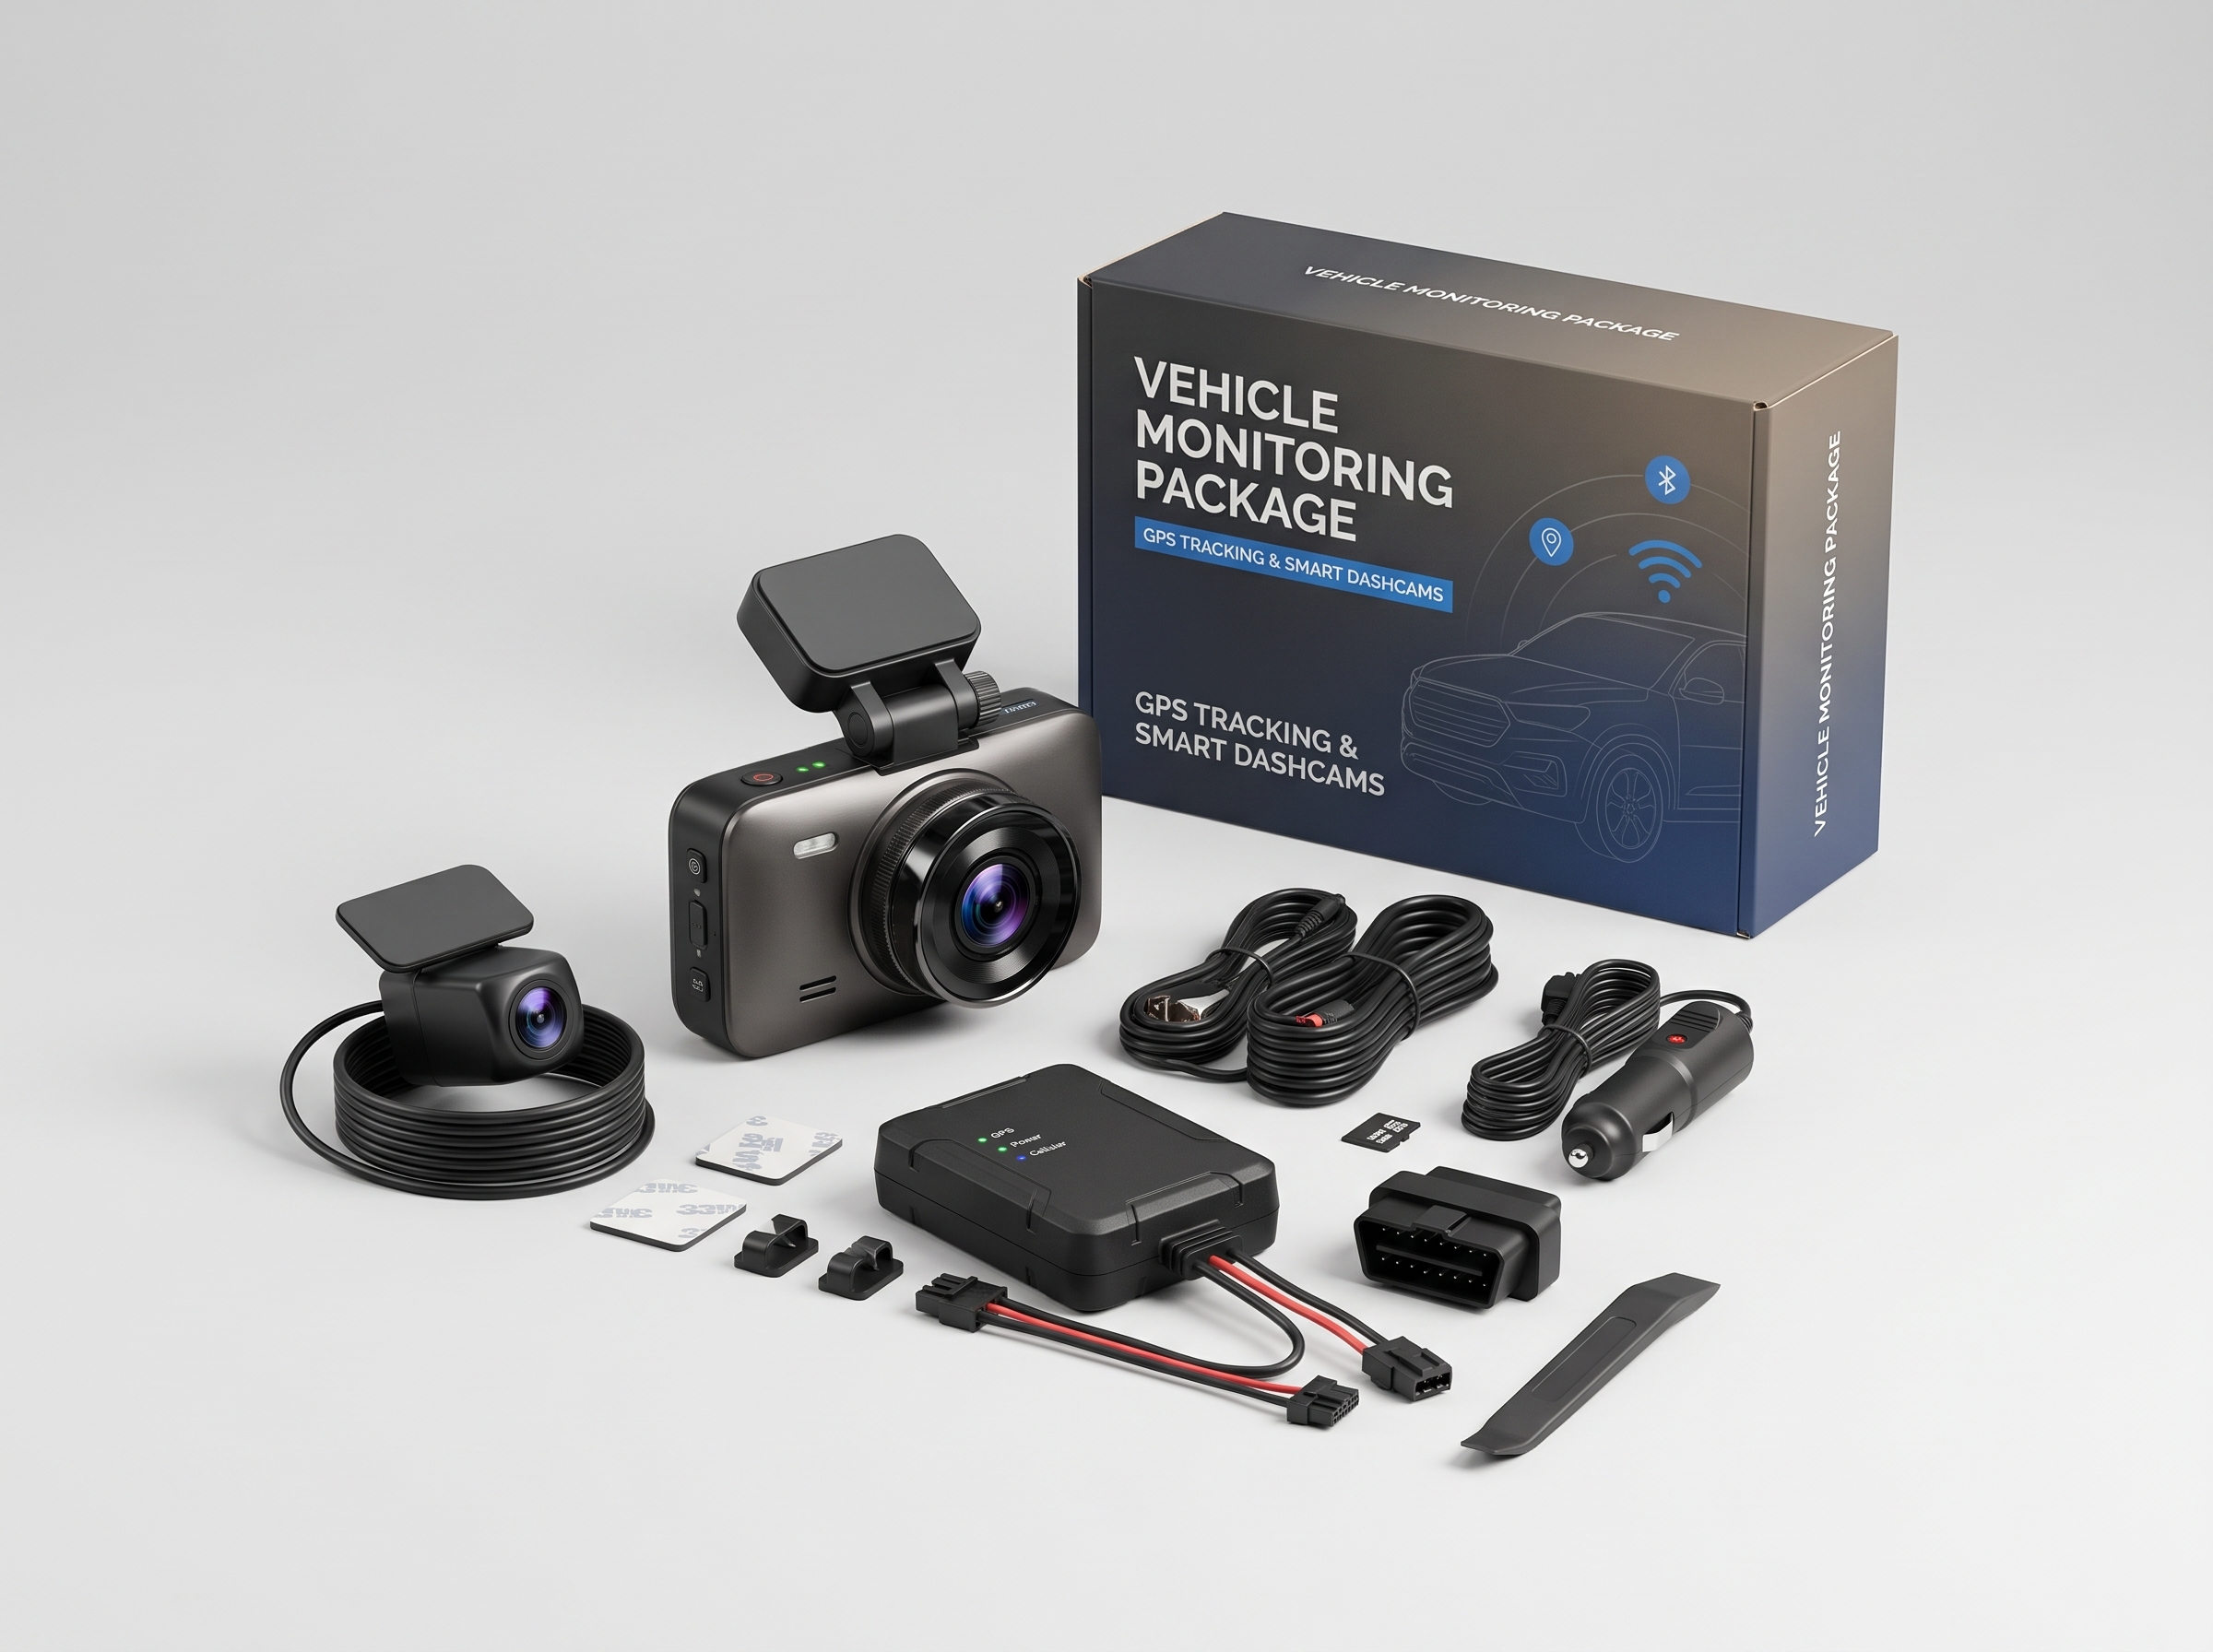 VEHICLE MONITORING PACKAGE
VEHICLE
MONITORING
PACKAGE
GPS TRACKING & SMART DASHCAMS
GPS TRACKING &
SMART DASHCAMS
VEHICLE MONITORING PACKAGE
GPS
Power
Cellular